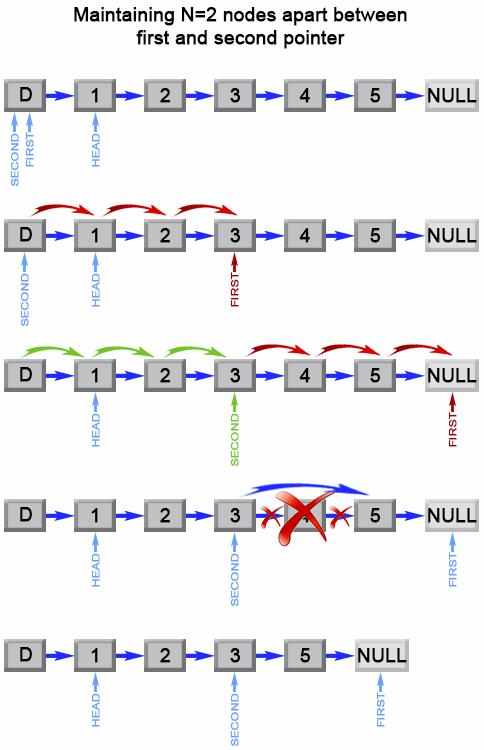 Maintaining N=2 nodes apart between
first and second pointer
D 1 2 3 4 5 NULL
SECOND FIRST HEAD
D 1 2 3 4 5 NULL
SECOND HEAD FIRST
D 1 2 3 4 5 NULL
HEAD SECOND FIRST
D 1 2 3 5 NULL
HEAD SECOND FIRST
D 1 2 3 5 NULL
HEAD SECOND FIRST